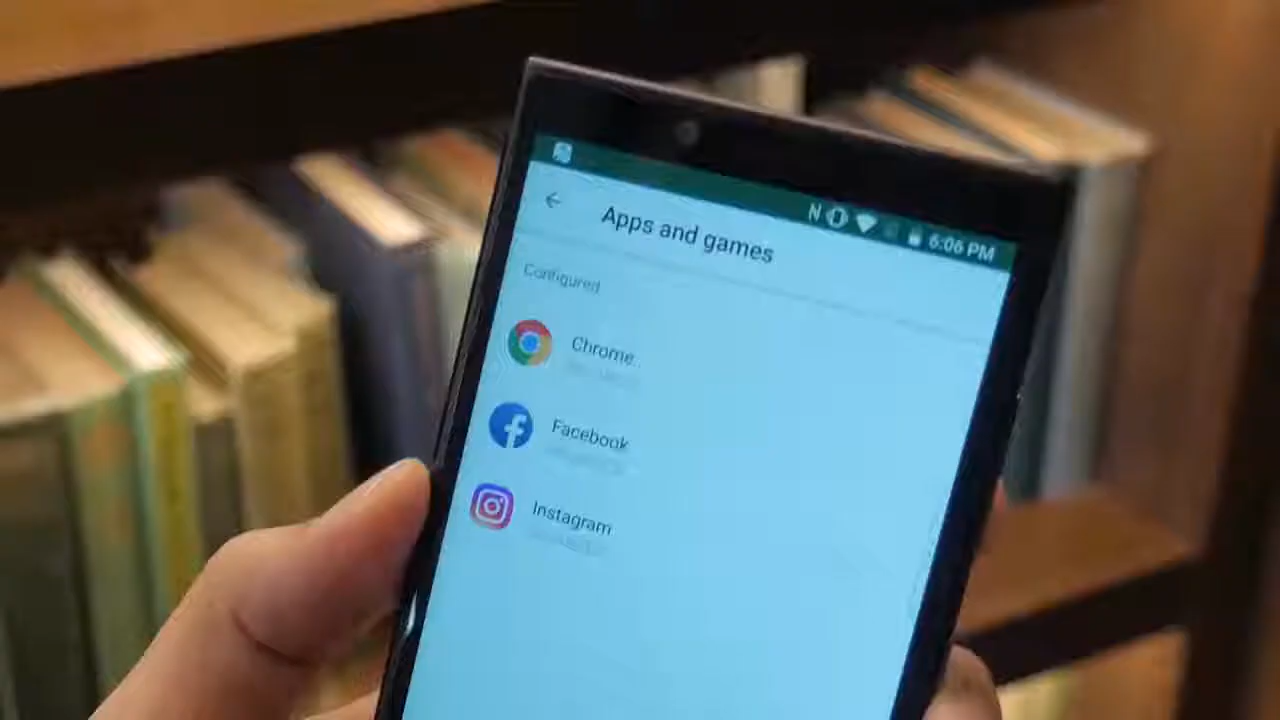 6:06 PM
Apps and games
Configured
Chrome
Facebook
Instagram